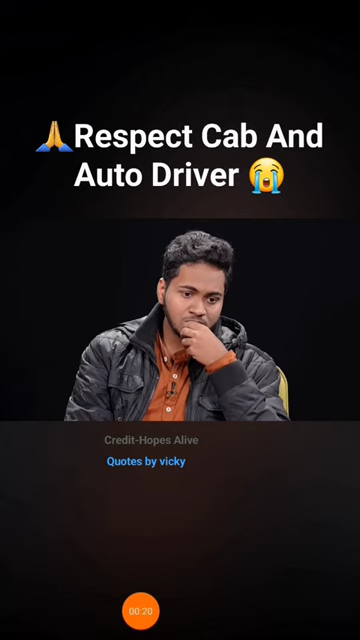 🙏Respect Cab And
Auto Driver 😭
Credit-Hopes Alive
Quotes by vicky
00:20